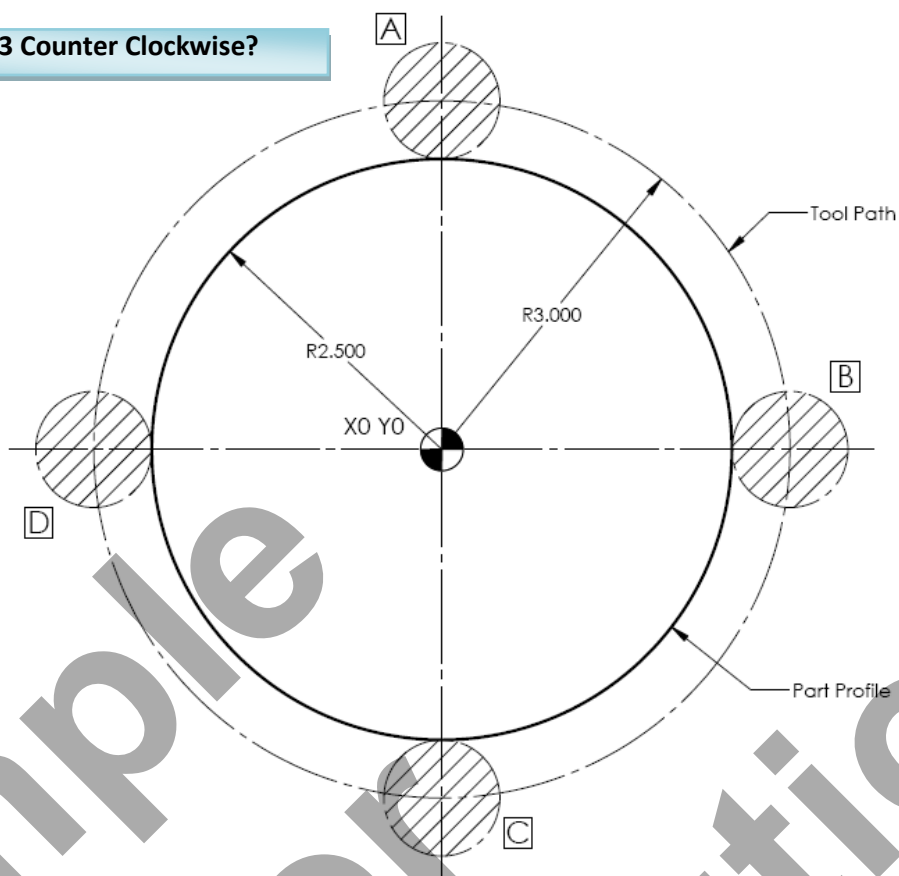 3 Counter Clockwise?
A
Tool Path
R3.000
R2.500
B
X0 Y0
D
Part Profile
C